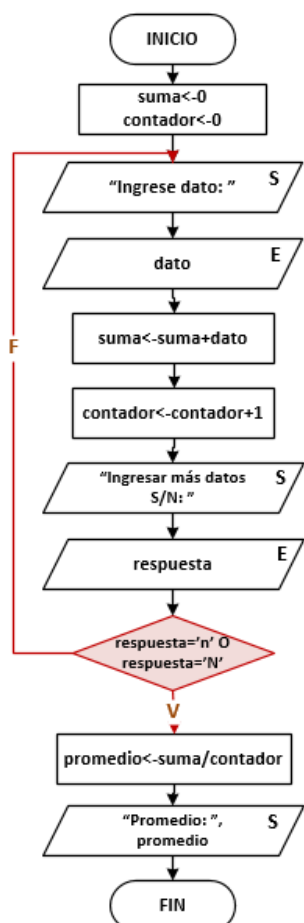 INICIO
suma<-0
contador<-0
“Ingrese dato: ”
S
dato
E
suma<-suma+dato
F
contador<-contador+1
“Ingresar más datos
S/N: ”
S
respuesta
E
respuesta=’n’ O
respuesta=’N’
V
promedio<-suma/contador
“Promedio: ”,
promedio
S
FIN